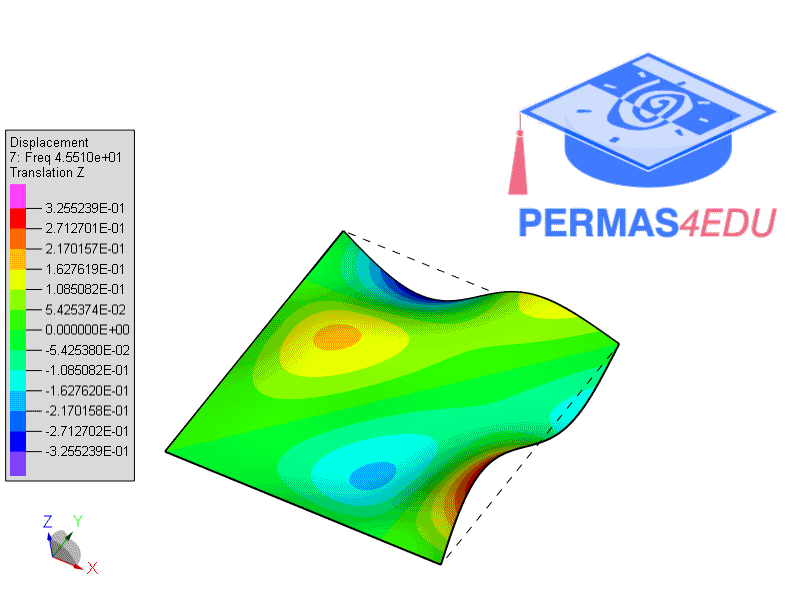 Displacement
7: Freq 4.5510e+01
Translation Z
3.255239E-01
2.712701E-01
2.170157E-01
1.627619E-01
1.085082E-01
5.425374E-02
0.000000E+00
-5.425380E-02
-1.085082E-01
-1.627620E-01
-2.170158E-01
-2.712702E-01
-3.255239E-01
PERMAS4EDU
Z
Y
X